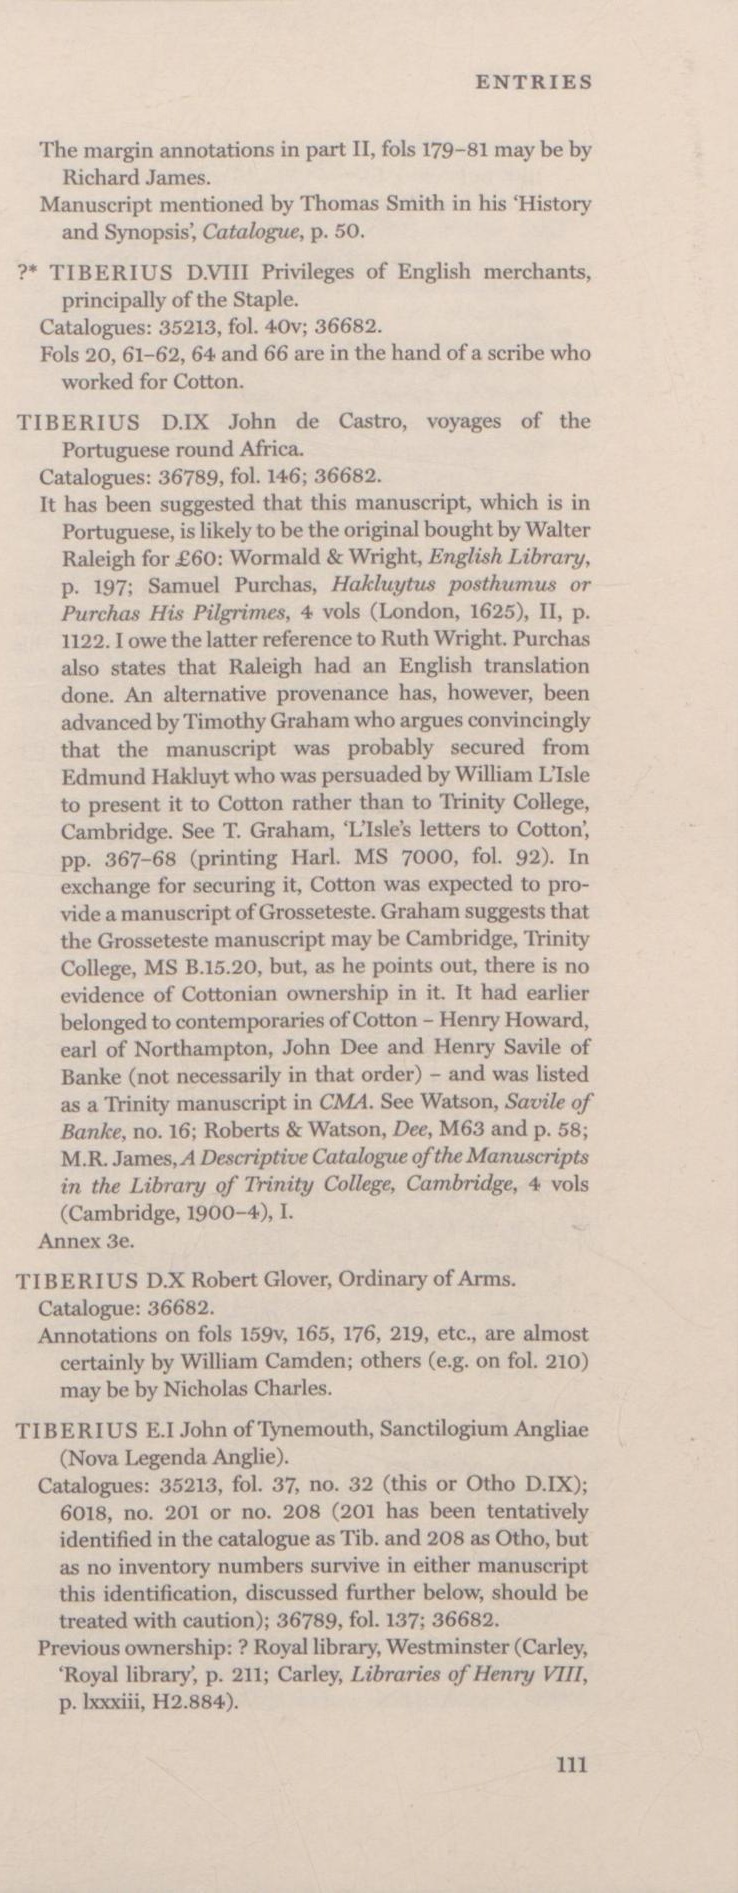 ENTRIES
The margin annotations in part II, fols 179–81 may be by
Richard James.
Manuscript mentioned by Thomas Smith in his ‘History
and Synopsis’, Catalogue, p. 50.
?* TIBERIUS D.VIII Privileges of English merchants,
principally of the Staple.
Catalogues: 35213, fol. 40v; 36682.
Fols 20, 61–62, 64 and 66 are in the hand of a scribe who
worked for Cotton.
TIBERIUS D.IX John de Castro, voyages of the
Portuguese round Africa.
Catalogues: 36789, fol. 146; 36682.
It has been suggested that this manuscript, which is in
Portuguese, is likely to be the original bought by Walter
Raleigh for £60: Wormald & Wright, English Library,
p. 197; Samuel Purchas, Hakluytus posthumus or
Purchas His Pilgrimes, 4 vols (London, 1625), II, p.
1122. I owe the latter reference to Ruth Wright. Purchas
also states that Raleigh had an English translation
done. An alternative provenance has, however, been
advanced by Timothy Graham who argues convincingly
that the manuscript was probably secured from
Edmund Hakluyt who was persuaded by William L’Isle
to present it to Cotton rather than to Trinity College,
Cambridge. See T. Graham, ‘L’Isle’s letters to Cotton’,
pp. 367–68 (printing Harl. MS 7000, fol. 92). In
exchange for securing it, Cotton was expected to pro-
vide a manuscript of Grosseteste. Graham suggests that
the Grosseteste manuscript may be Cambridge, Trinity
College, MS B.15.20, but, as he points out, there is no
evidence of Cottonian ownership in it. It had earlier
belonged to contemporaries of Cotton – Henry Howard,
earl of Northampton, John Dee and Henry Savile of
Banke (not necessarily in that order) – and was listed
as a Trinity manuscript in CMA. See Watson, Savile of
Banke, no. 16; Roberts & Watson, Dee, M63 and p. 58;
M.R. James, A Descriptive Catalogue of the Manuscripts
in the Library of Trinity College, Cambridge, 4 vols
(Cambridge, 1900–4), I.
Annex 3e.
TIBERIUS D.X Robert Glover, Ordinary of Arms.
Catalogue: 36682.
Annotations on fols 159v, 165, 176, 219, etc., are almost
certainly by William Camden; others (e.g. on fol. 210)
may be by Nicholas Charles.
TIBERIUS E.I John of Tynemouth, Sanctilogium Angliae
(Nova Legenda Anglie).
Catalogues: 35213, fol. 37, no. 32 (this or Otho D.IX);
6018, no. 201 or no. 208 (201 has been tentatively
identified in the catalogue as Tib. and 208 as Otho, but
as no inventory numbers survive in either manuscript
this identification, discussed further below, should be
treated with caution); 36789, fol. 137; 36682.
Previous ownership: ? Royal library, Westminster (Carley,
‘Royal library’, p. 211; Carley, Libraries of Henry VIII,
p. lxxxiii, H2.884).
111